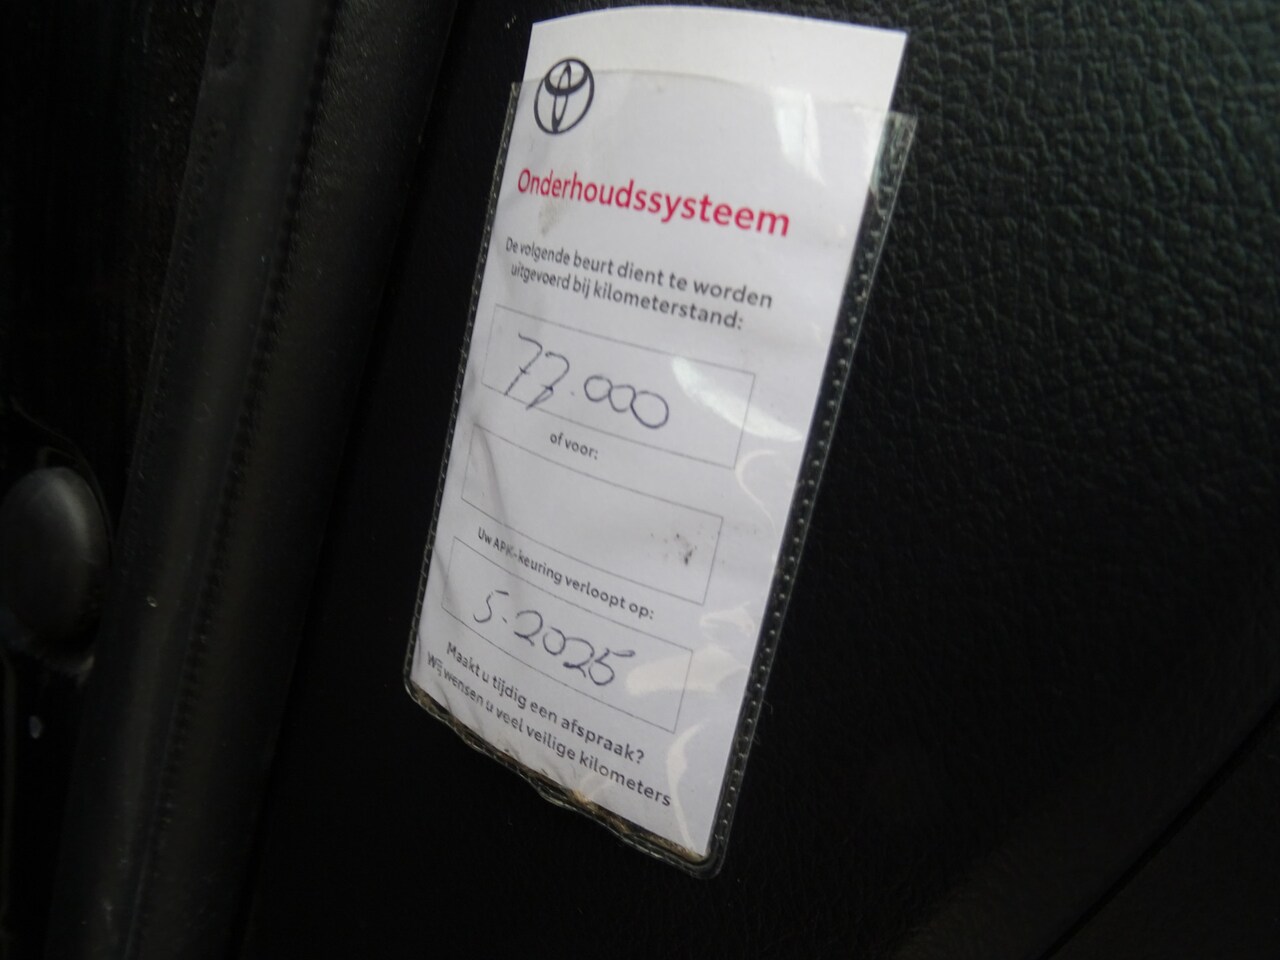 Onderhoudssysteem
De volgende beurt dient te worden
uitgevoerd bij kilometerstand:
77.000
of voor:
Uw APK-keuring verloopt op:
5-2025
Maakt u tijdig een afspraak?
Wij wensen u veel veilige kilometers